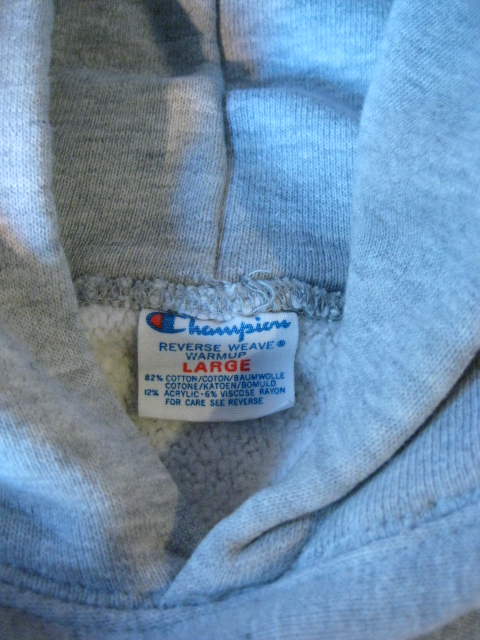 Champion
REVERSE WEAVE®
WARMUP
LARGE
82% COTTON/COTON/BAUMWOLLE
COTONE/KATOEN/BOMULD
12% ACRYLIC·6% VISCOSE RAYON
FOR CARE SEE REVERSE